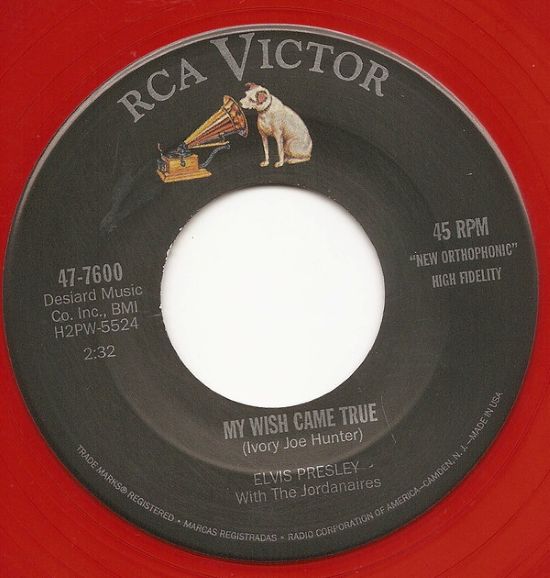 RCA VICTOR
47-7600
Desiard Music
Co. Inc., BMI
H2PW-5524
2:32
45 RPM
"NEW ORTHOPHONIC"
HIGH FIDELITY
MY WISH CAME TRUE
(Ivory Joe Hunter)
ELVIS PRESLEY
With The Jordanaires
TRADE MARKS® REGISTERED • MARCAS REGISTRADAS • RADIO CORPORATION OF AMERICA—CAMDEN, N. J.—MADE IN USA